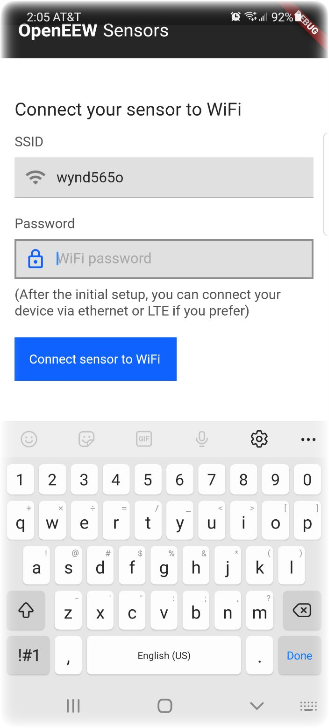 2:05 AT&T 92%
DEBUG
OpenEEW Sensors
Connect your sensor to WiFi
SSID
wynd565o
Password
WiFi password
(After the initial setup, you can connect your
device via ethernet or LTE if you prefer)
Connect sensor to WiFi
GIF
1 2 3 4 5 6 7 8 9 0
+ × ÷ = / _ < > [ ]
q w e r t y u i o p
! @ # $ % & * ( )
a s d f g h j k l
- ' " : ; , ?
z x c v b n m
!#1 , English (US) . Done